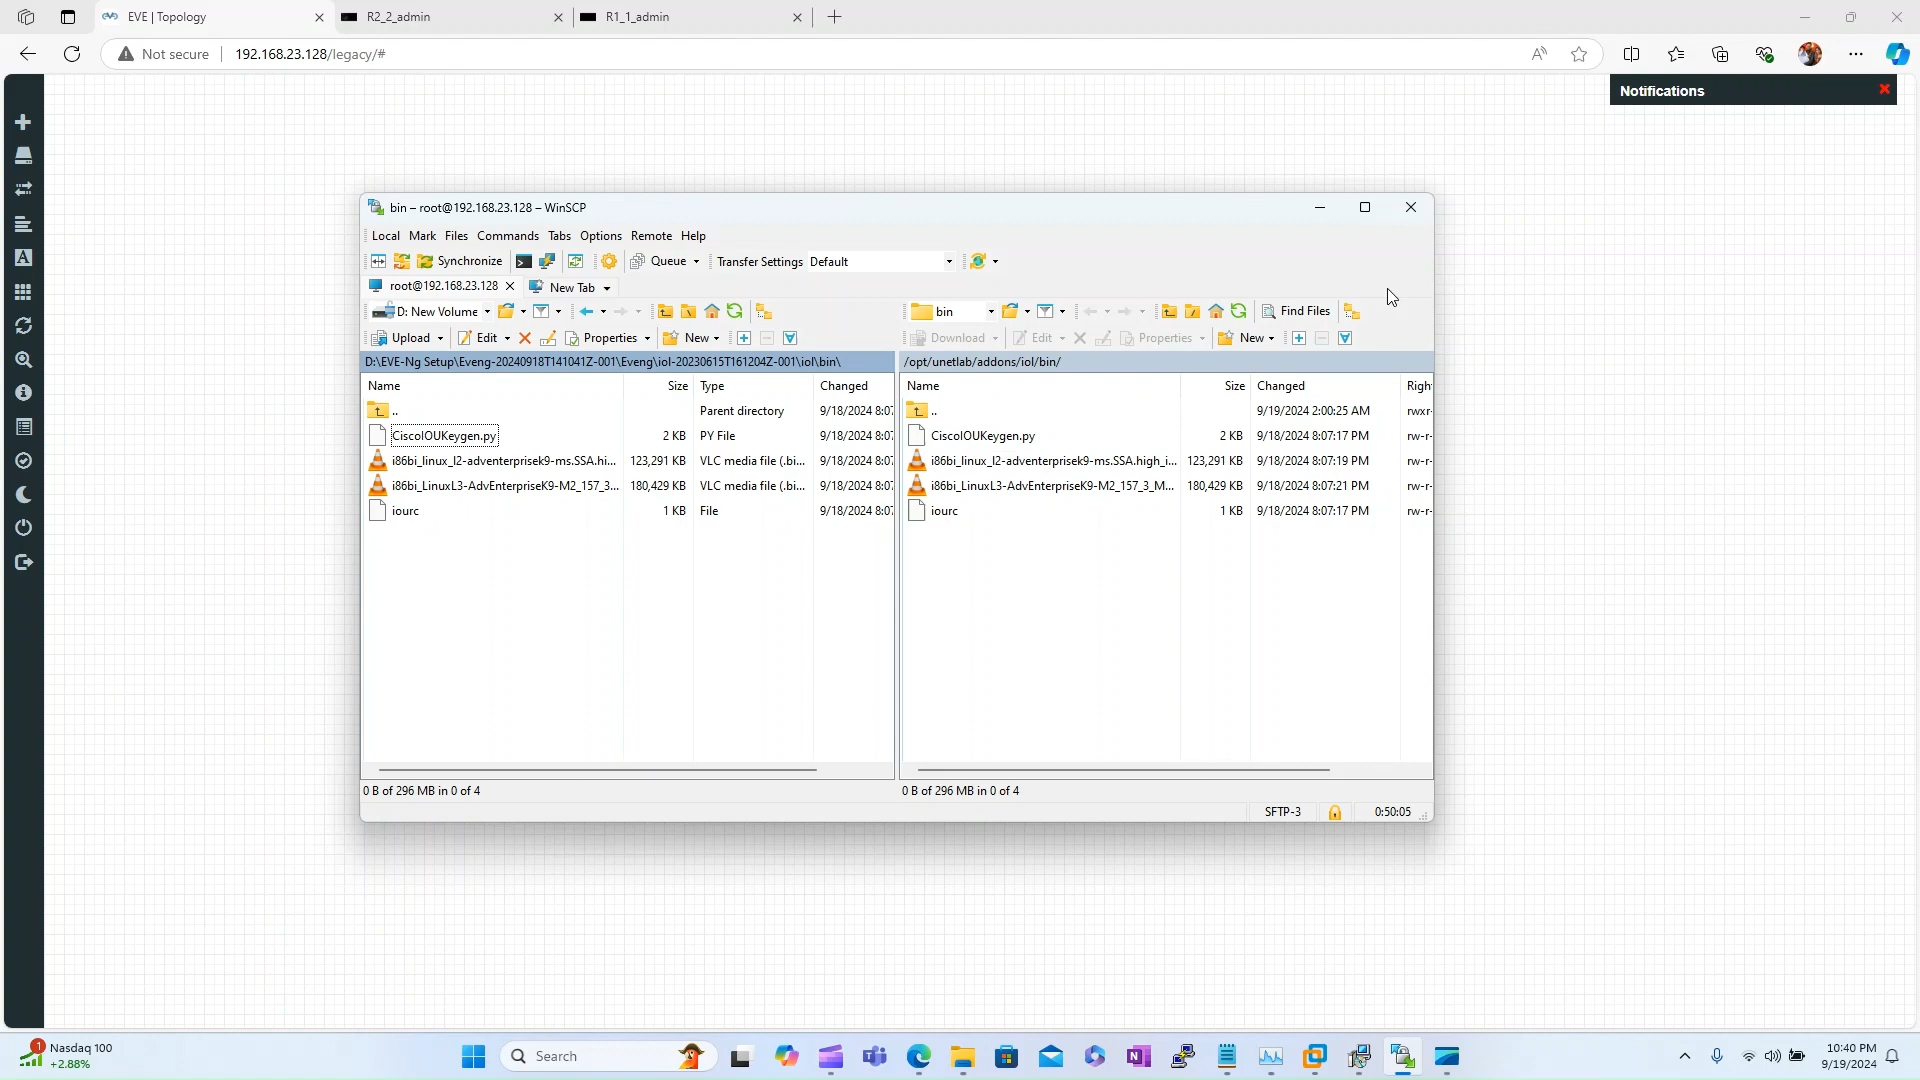 EVE | Topology
R2_2_admin
R1_1_admin
Not secure
192.168.23.128/legacy/#
Notifications
bin – root@192.168.23.128 – WinSCP
Local Mark Files Commands Tabs Options Remote Help
Synchronize Queue Transfer Settings Default
root@192.168.23.128 New Tab
D: New Volume bin Find Files
Upload Edit Properties New Download Edit Properties New
D:\EVE-Ng Setup\Eveng-20240918T141041Z-001\Eveng\iol-20230615T161204Z-001\iol\bin\ /opt/unetlab/addons/iol/bin/
Name Size Type Changed Name Size Changed Righ
.. Parent directory 9/18/2024 8:07 .. 9/19/2024 2:00:25 AM rwxr-
CiscoIOUKeygen.py 2 KB PY File 9/18/2024 8:07 CiscoIOUKeygen.py 2 KB 9/18/2024 8:07:17 PM rw-r-
i86bi_linux_l2-adventerprisek9-ms.SSA.hi... 123,291 KB VLC media file (.bi... 9/18/2024 8:07 i86bi_linux_l2-adventerprisek9-ms.SSA.high_i... 123,291 KB 9/18/2024 8:07:19 PM rw-r-
i86bi_LinuxL3-AdvEnterpriseK9-M2_157_3... 180,429 KB VLC media file (.bi... 9/18/2024 8:07 i86bi_LinuxL3-AdvEnterpriseK9-M2_157_3_M... 180,429 KB 9/18/2024 8:07:21 PM rw-r-
iourc 1 KB File 9/18/2024 8:07 iourc 1 KB 9/18/2024 8:07:17 PM rw-r-
0 B of 296 MB in 0 of 4 0 B of 296 MB in 0 of 4
SFTP-3 0:50:05
1 Nasdaq 100
+2.88%
Search
10:40 PM
9/19/2024